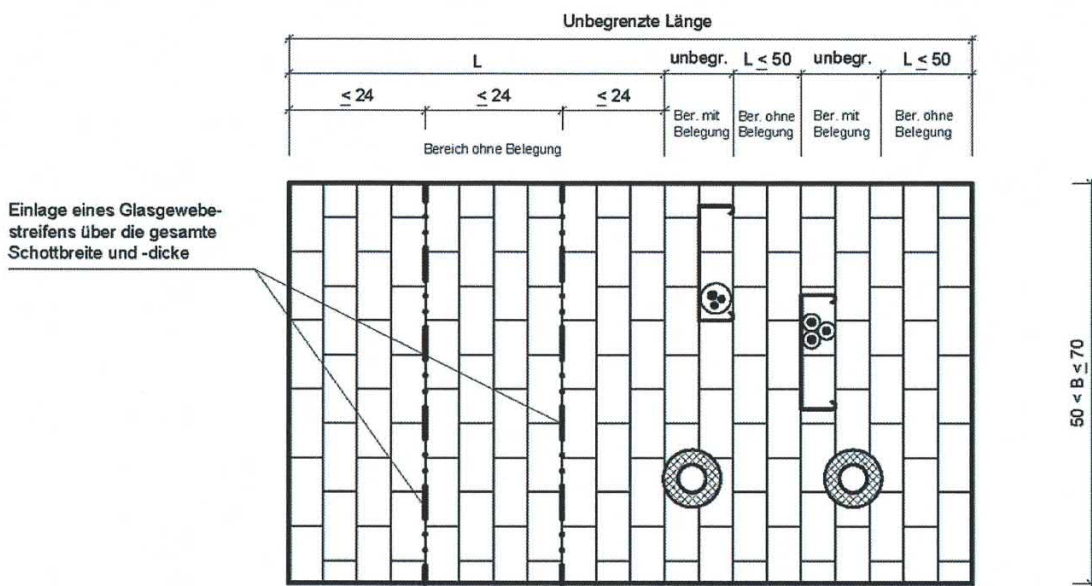 Unbegrenzte Länge
L
unbegr.
L ≤ 50
unbegr.
L ≤ 50
≤ 24
≤ 24
≤ 24
Ber. mit
Belegung
Ber. ohne
Belegung
Ber. mit
Belegung
Ber. ohne
Belegung
Bereich ohne Belegung
Einlage eines Glasgewebe-
streifens über die gesamte
Schottbreite und -dicke
50 < B ≤ 70